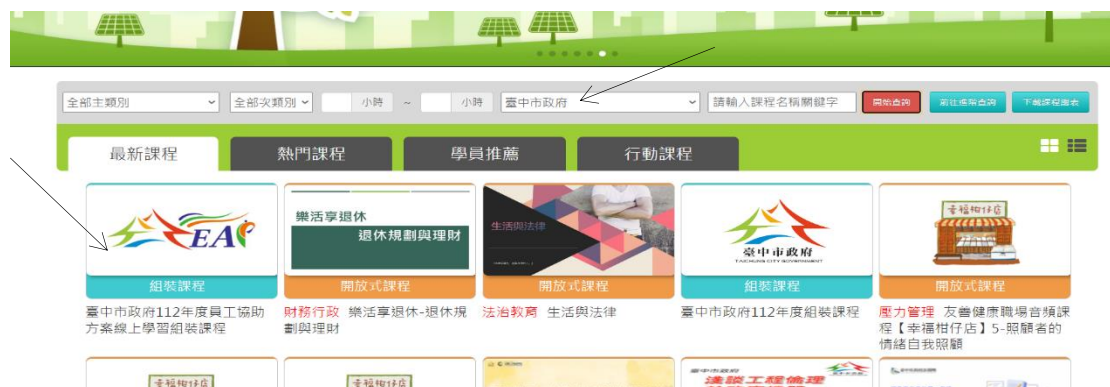 全部主類別
全部次類別
小時 ~ 小時
臺中市政府
請輸入課程名稱關鍵字
開始查詢
前往進階查詢
下載課程圖表
最新課程
熱門課程
學員推薦
行動課程
EAP
組裝課程
臺中市政府112年度員工協助
方案線上學習組裝課程
樂活享退休
退休規劃與理財
開放式課程
財務行政 樂活享退休-退休規
劃與理財
生活與法律
開放式課程
法治教育 生活與法律
臺中市政府
TAICHUNG CITY GOVERNMENT
組裝課程
臺中市政府112年度組裝課程
幸福柑仔店
開放式課程
壓力管理 友善健康職場音頻課
程【幸福柑仔店】5-照顧者的
情緒自我照顧
幸福柑仔店
幸福柑仔店
臺中市政府
淺談工程倫理